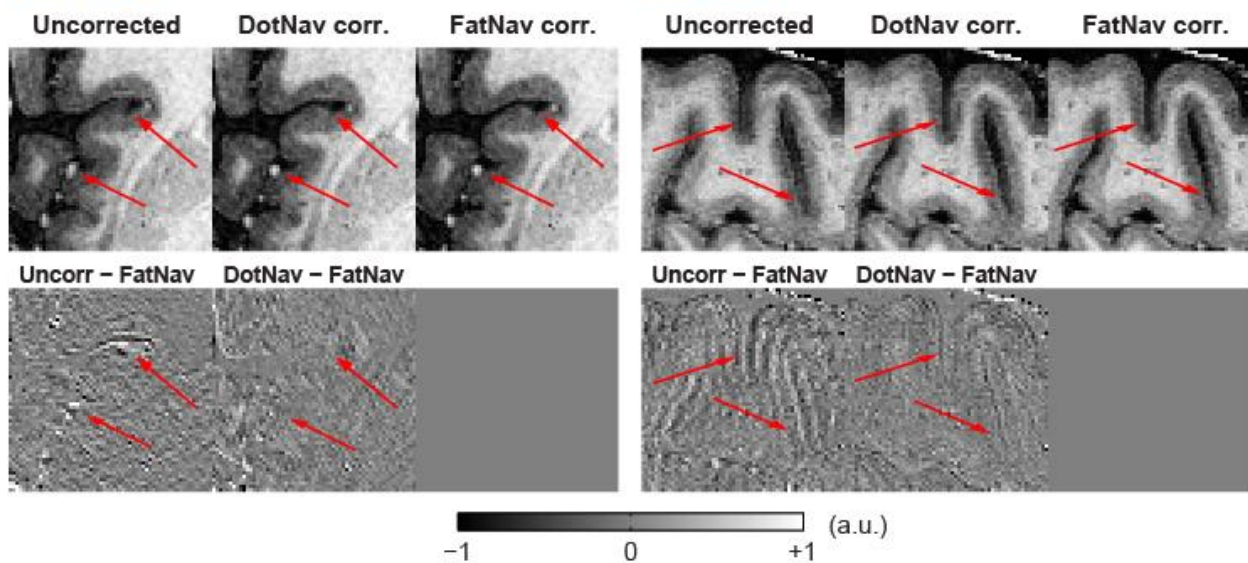 Uncorrected DotNav corr. FatNav corr. Uncorrected DotNav corr. FatNav corr.
Uncorr − FatNav DotNav − FatNav Uncorr − FatNav DotNav − FatNav
(a.u.)
−1 0 +1